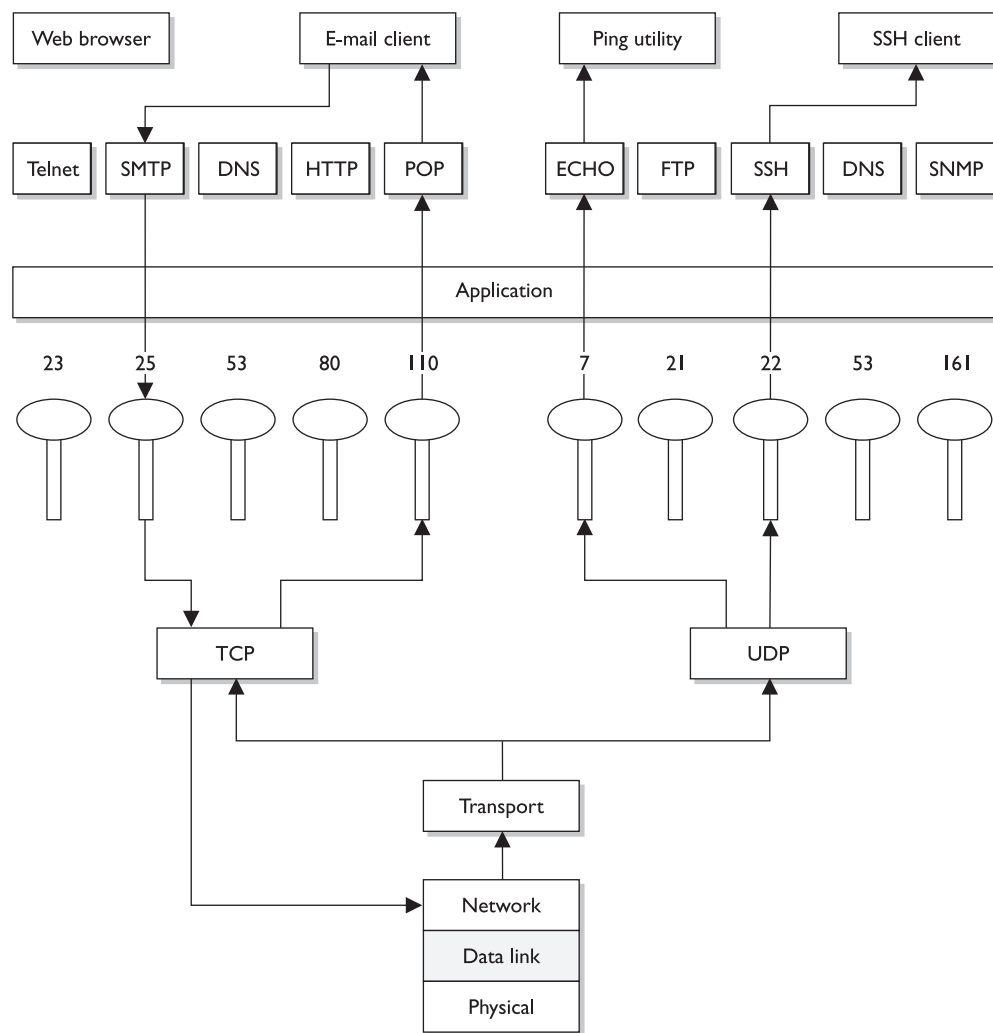 Web browser
E-mail client
Ping utility
SSH client
Telnet
SMTP
DNS
HTTP
POP
ECHO
FTP
SSH
DNS
SNMP
Application
23
25
53
80
110
7
21
22
53
161
TCP
UDP
Transport
Network
Data link
Physical